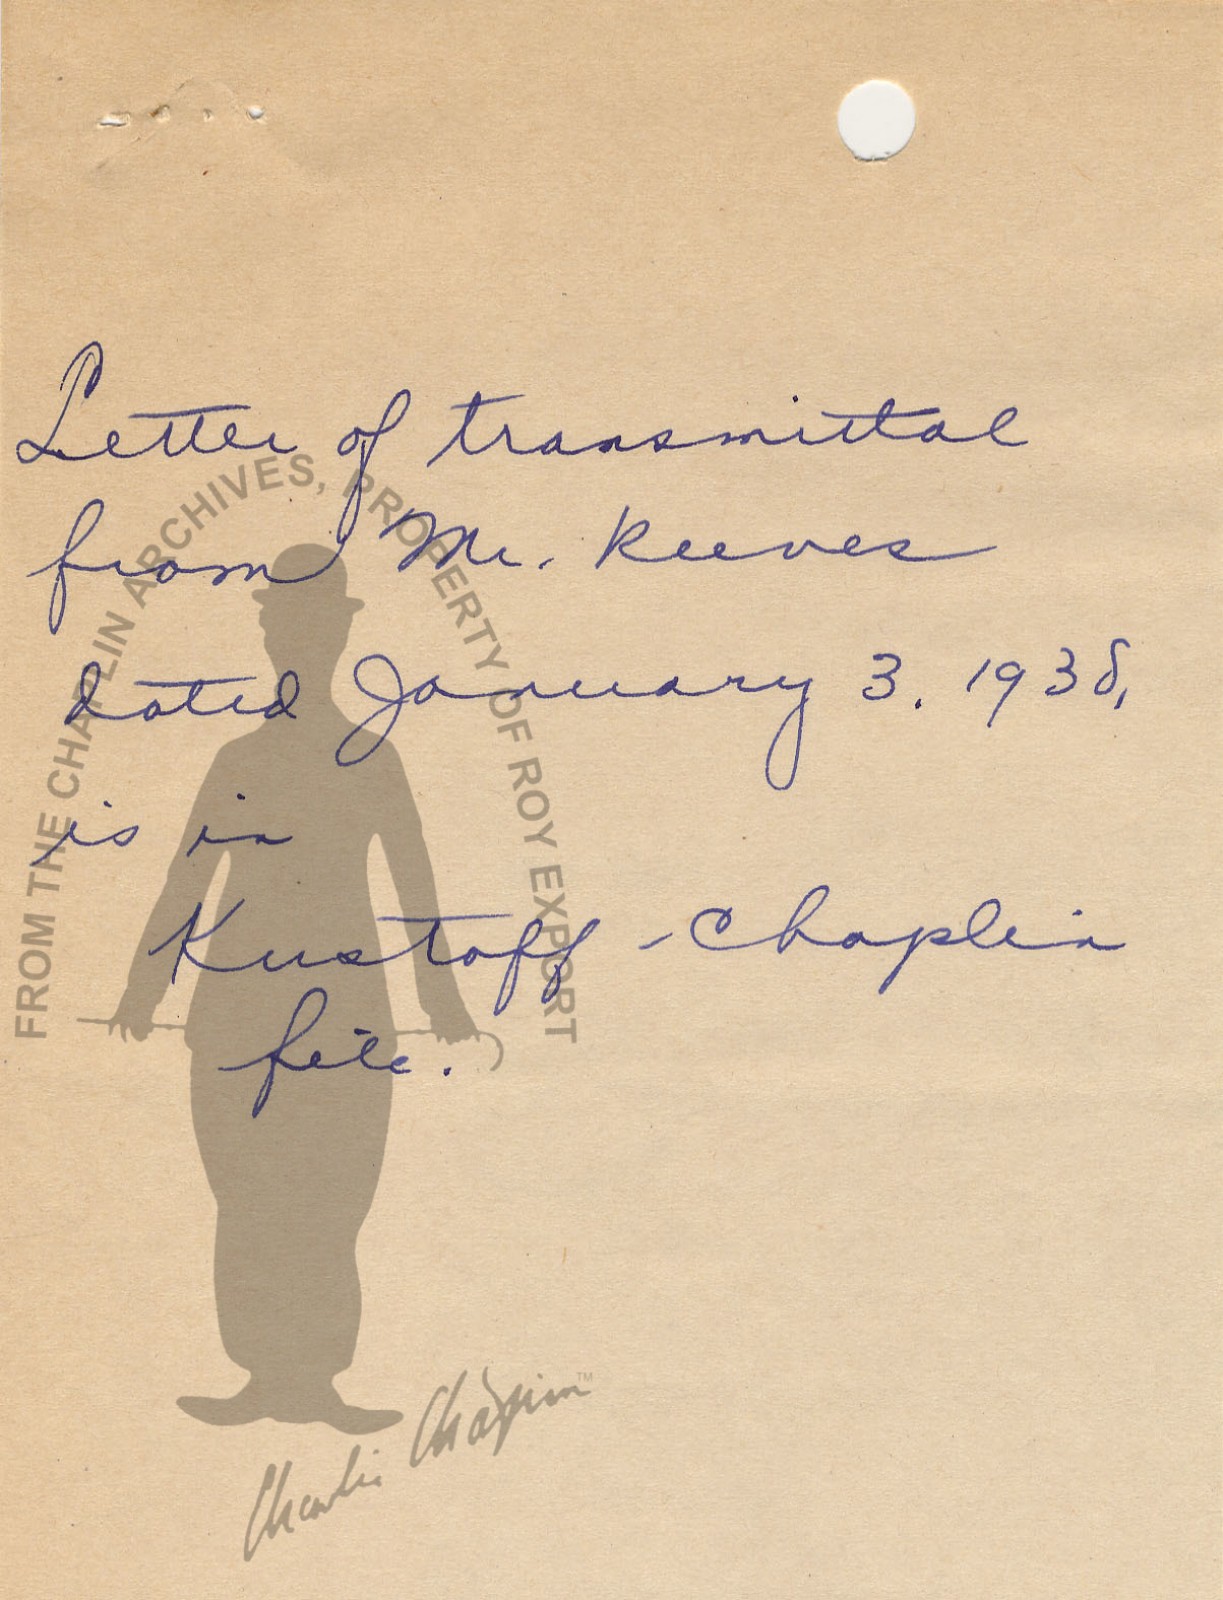 Letter of transmittal
from Mr. Reeves
dated January 3. 1938,
is in
Kustoff - Chaplin
file.
FROM THE CHAPLIN ARCHIVES, PROPERTY OF ROY EXPORT
Charlie Chaplin™